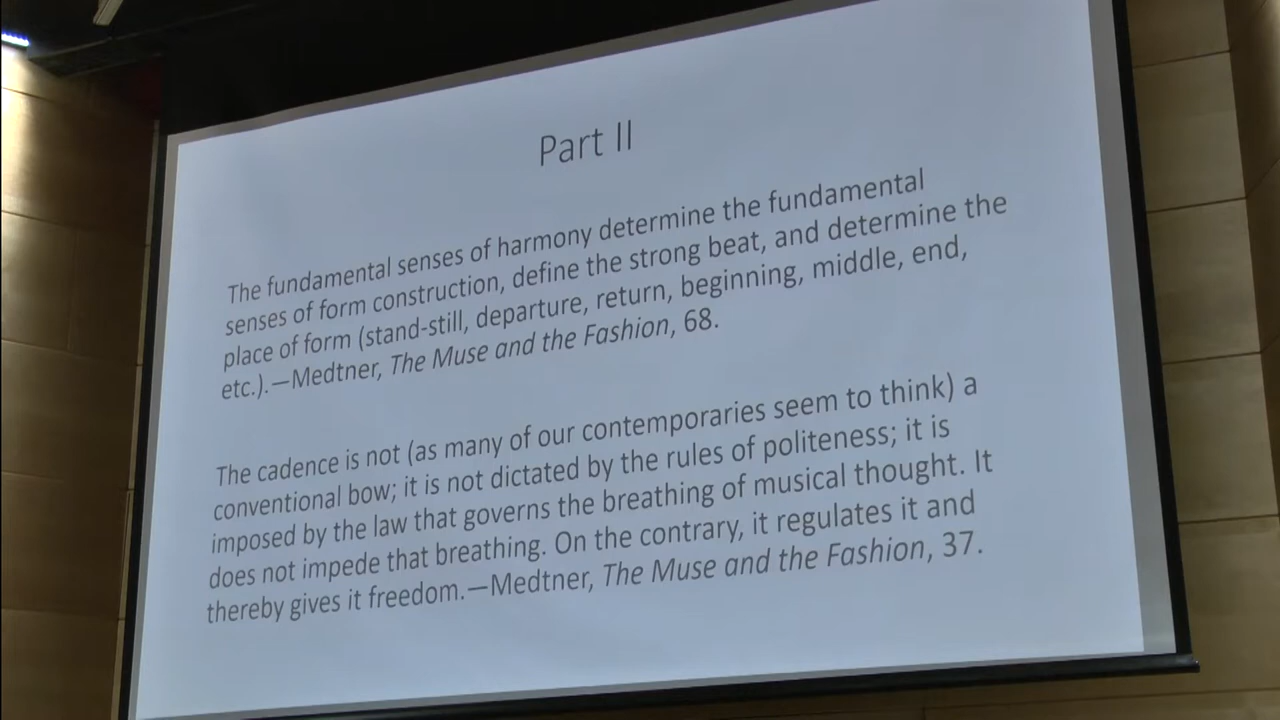 Part II
The fundamental senses of harmony determine the fundamental
senses of form construction, define the strong beat, and determine the
place of form (stand-still, departure, return, beginning, middle, end,
etc.).—Medtner, The Muse and the Fashion, 68.
The cadence is not (as many of our contemporaries seem to think) a
conventional bow; it is not dictated by the rules of politeness; it is
imposed by the law that governs the breathing of musical thought. It
does not impede that breathing. On the contrary, it regulates it and
thereby gives it freedom.—Medtner, The Muse and the Fashion, 37.